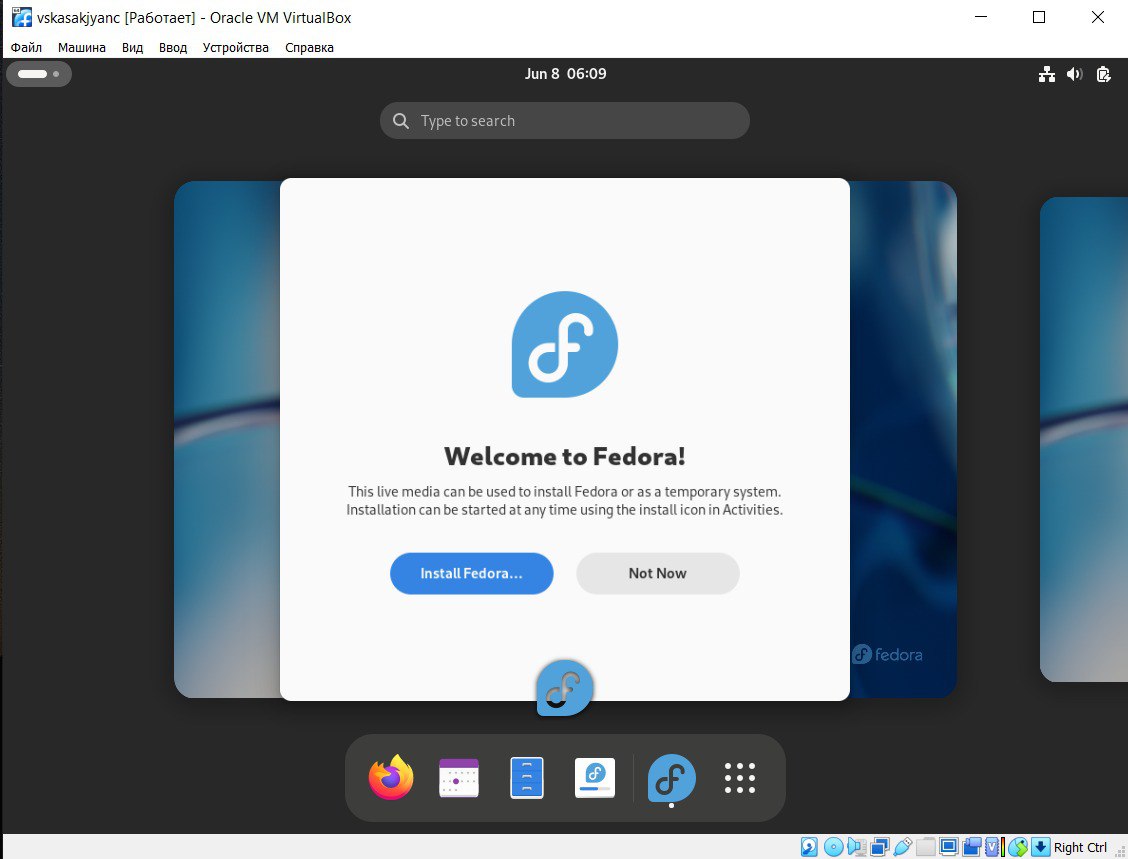 vskasakjyanc [Работает] - Oracle VM VirtualBox
Файл Машина Вид Ввод Устройства Справка
Jun 8 06:09
Type to search
Welcome to Fedora!
This live media can be used to install Fedora or as a temporary system.
Installation can be started at any time using the install icon in Activities.
Install Fedora... Not Now
fedora
Right Ctrl